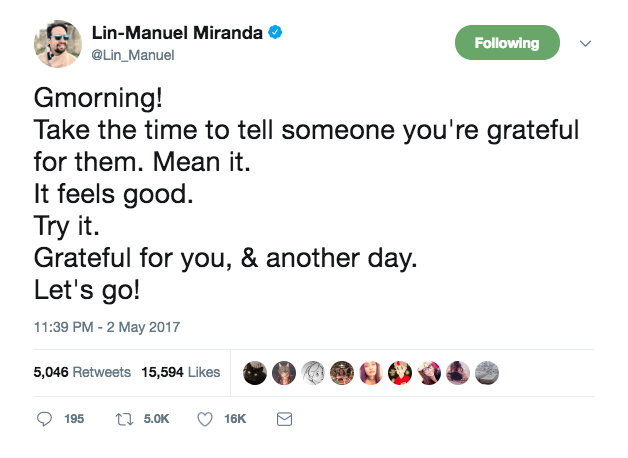 Lin-Manuel Miranda
@Lin_Manuel
Following
Gmorning!
Take the time to tell someone you're grateful
for them. Mean it.
It feels good.
Try it.
Grateful for you, & another day.
Let's go!
11:39 PM - 2 May 2017
5,046 Retweets 15,594 Likes
195 5.0K 16K